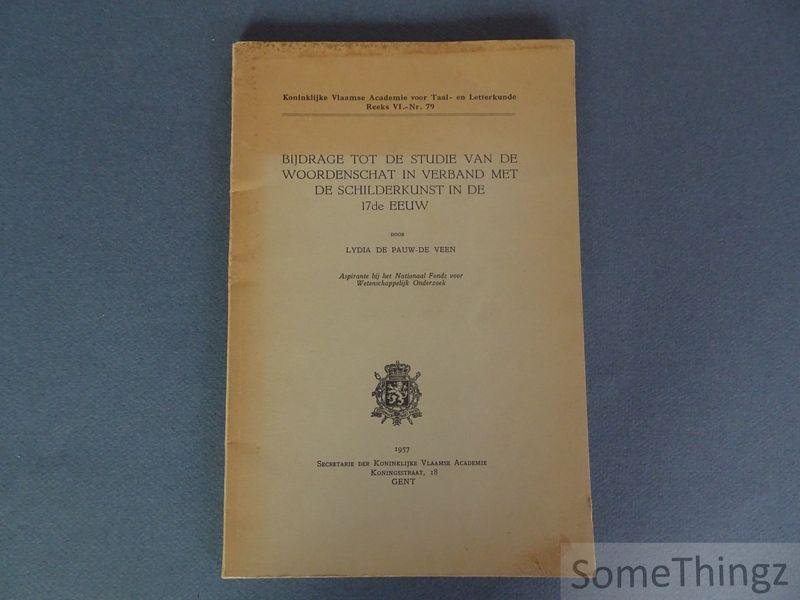 Koninklijke Vlaamse Academie voor Taal- en Letterkunde
Reeks VI.-Nr. 79
BIJDRAGE TOT DE STUDIE VAN DE
WOORDENSCHAT IN VERBAND MET
DE SCHILDERKUNST IN DE
17de EEUW
DOOR
LYDIA DE PAUW-DE VEEN
Aspirante bij het Nationaal Fonds voor
Wetenschappelijk Onderzoek
1957
SECRETARIE DER KONINKLIJKE VLAAMSE ACADEMIE
KONINGSSTRAAT, 18
GENT
SomeThingz